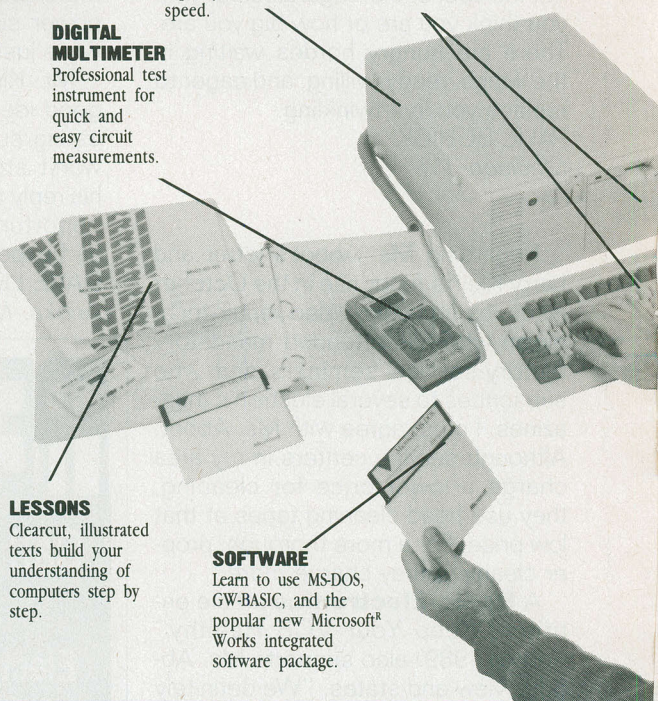 speed.
DIGITAL
MULTIMETER
Professional test
instrument for
quick and
easy circuit
measurements.
LESSONS
Clearcut, illustrated
texts build your
understanding of
computers step by
step.
SOFTWARE
Learn to use MS-DOS,
GW-BASIC, and the
popular new Microsoft®
Works integrated
software package.